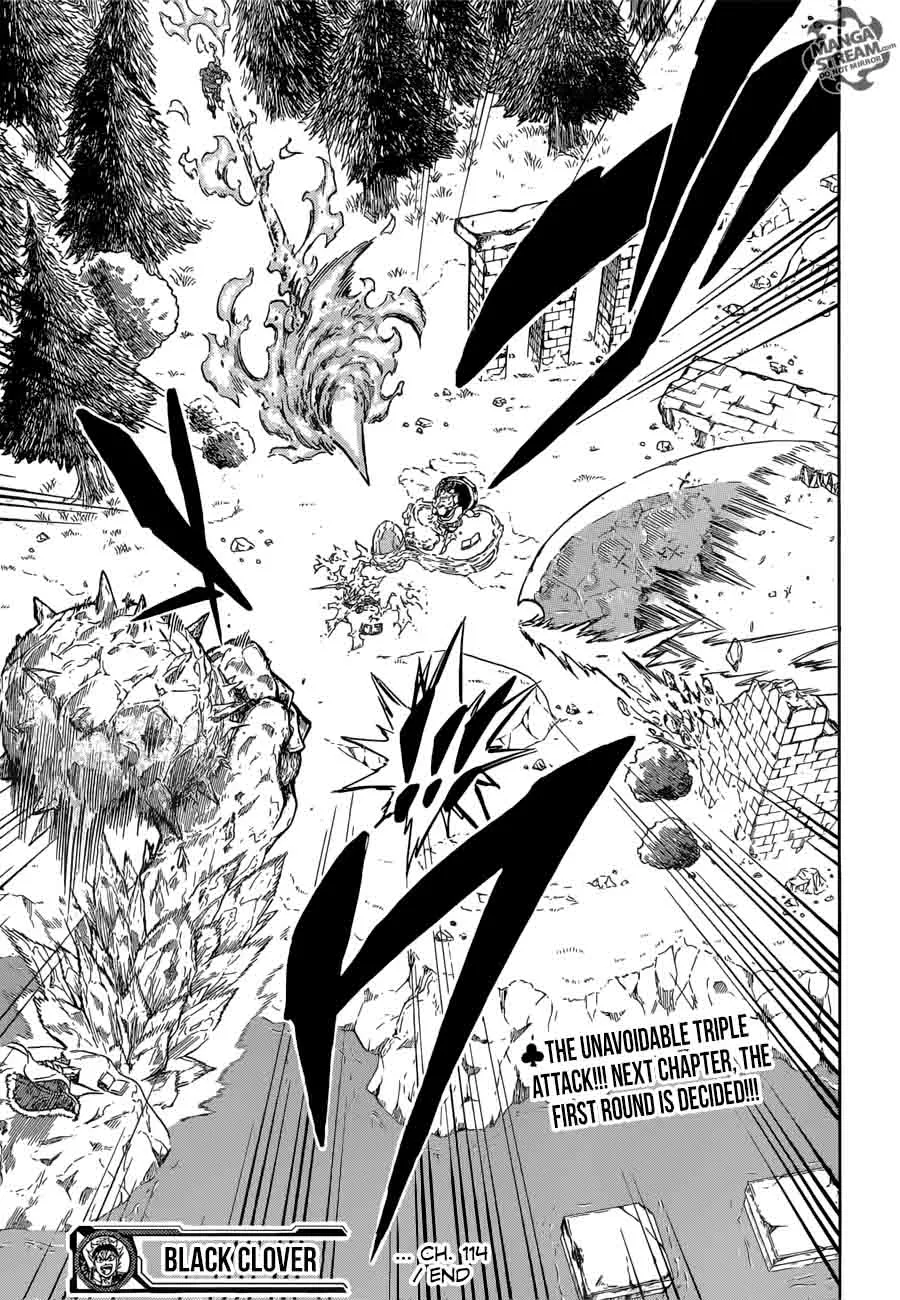 MANGA
STREAM.COM
DO NOT MIRROR
♣THE UNAVOIDABLE TRIPLE
ATTACK!!! NEXT CHAPTER, THE
FIRST ROUND IS DECIDED!!!
BLACK CLOVER
... CH. 114
/ END